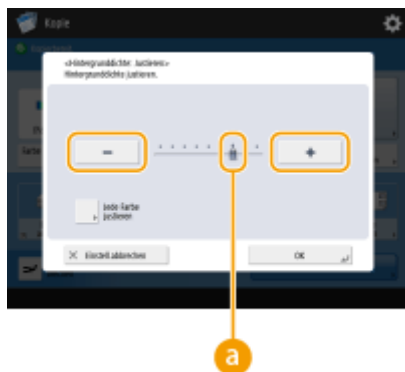 Kopie
<Hintergrunddichte: Justieren>
Hintergrunddichte justieren.
−
+
Jede Farbe
justieren
× Einstell. abbrechen
OK
a